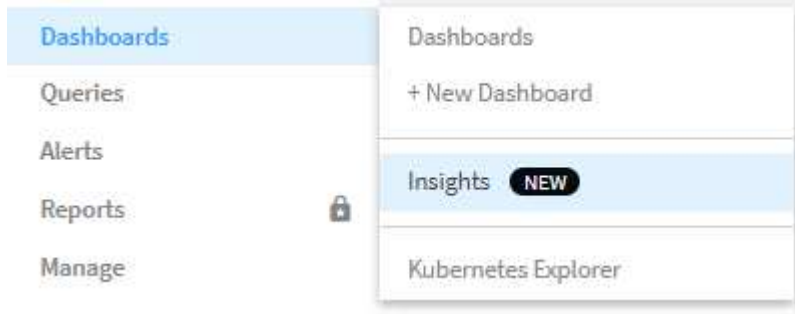 Dashboards
Queries
Alerts
Reports
Manage
Dashboards
+ New Dashboard
Insights NEW
Kubernetes Explorer